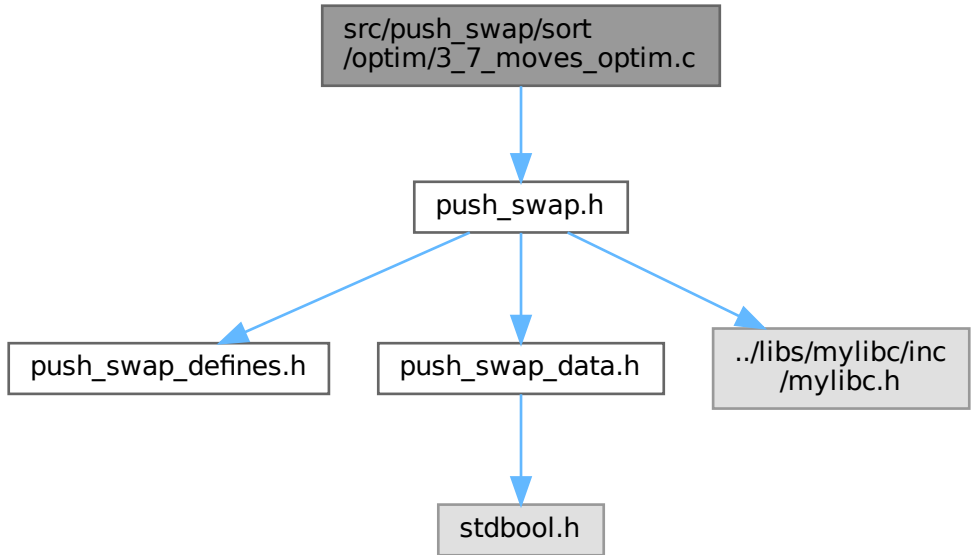 src/push_swap/sort
/optim/3_7_moves_optim.c
push_swap.h
push_swap_defines.h
push_swap_data.h
../libs/mylibc/inc
/mylibc.h
stdbool.h